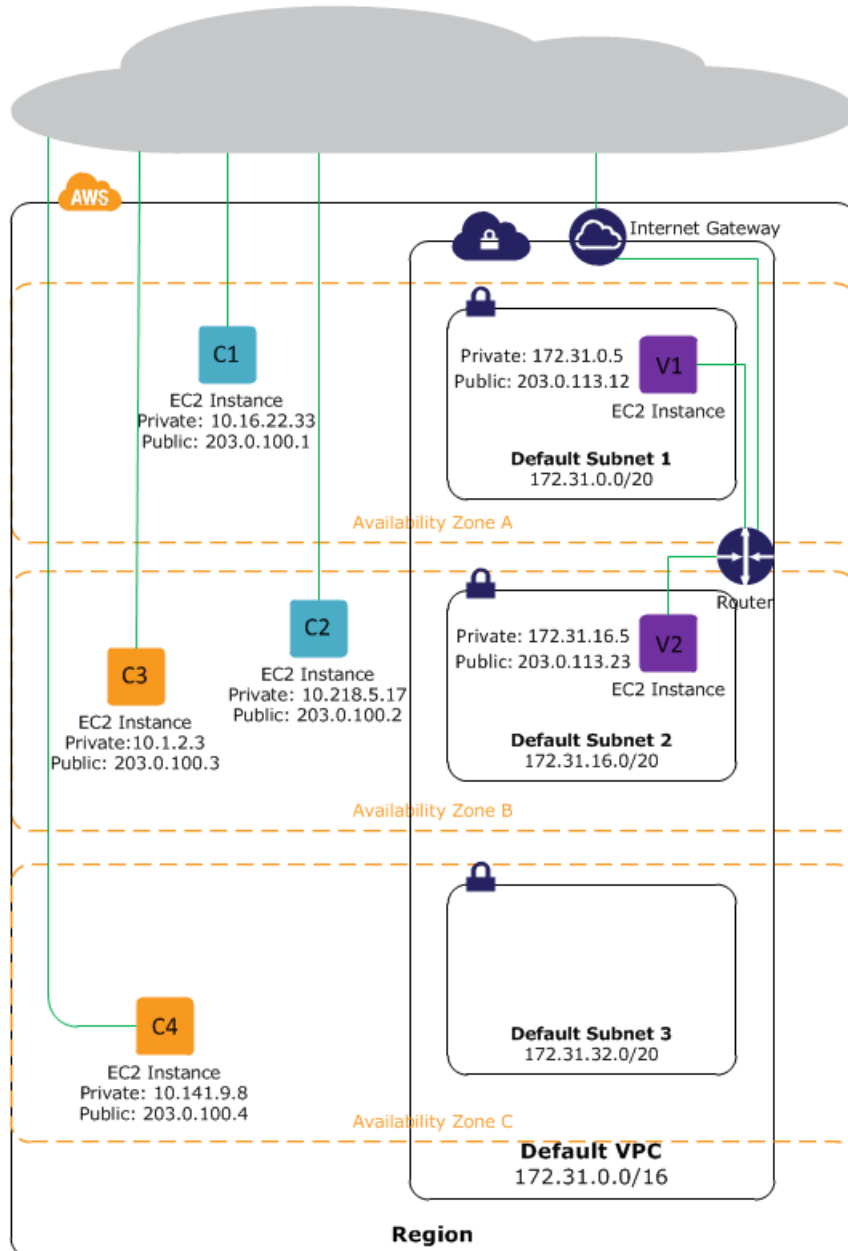 AWS
Internet Gateway
C1
EC2 Instance
Private: 10.16.22.33
Public: 203.0.100.1
Private: 172.31.0.5
Public: 203.0.113.12
V1
EC2 Instance
Default Subnet 1
172.31.0.0/20
Availability Zone A
Router
C2
EC2 Instance
Private: 10.218.5.17
Public: 203.0.100.2
C3
EC2 Instance
Private:10.1.2.3
Public: 203.0.100.3
Private: 172.31.16.5
Public: 203.0.113.23
V2
EC2 Instance
Default Subnet 2
172.31.16.0/20
Availability Zone B
C4
EC2 Instance
Private: 10.141.9.8
Public: 203.0.100.4
Default Subnet 3
172.31.32.0/20
Availability Zone C
Default VPC
172.31.0.0/16
Region